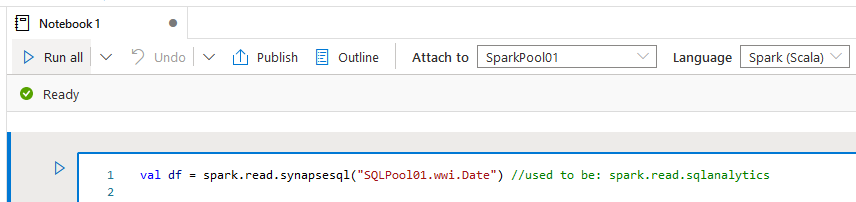 Notebook 1
Run all Undo Publish Outline Attach to SparkPool01 Language Spark (Scala)
Ready
1 val df = spark.read.synapsesql("SQLPool01.wwi.Date") //used to be: spark.read.sqlanalytics
2